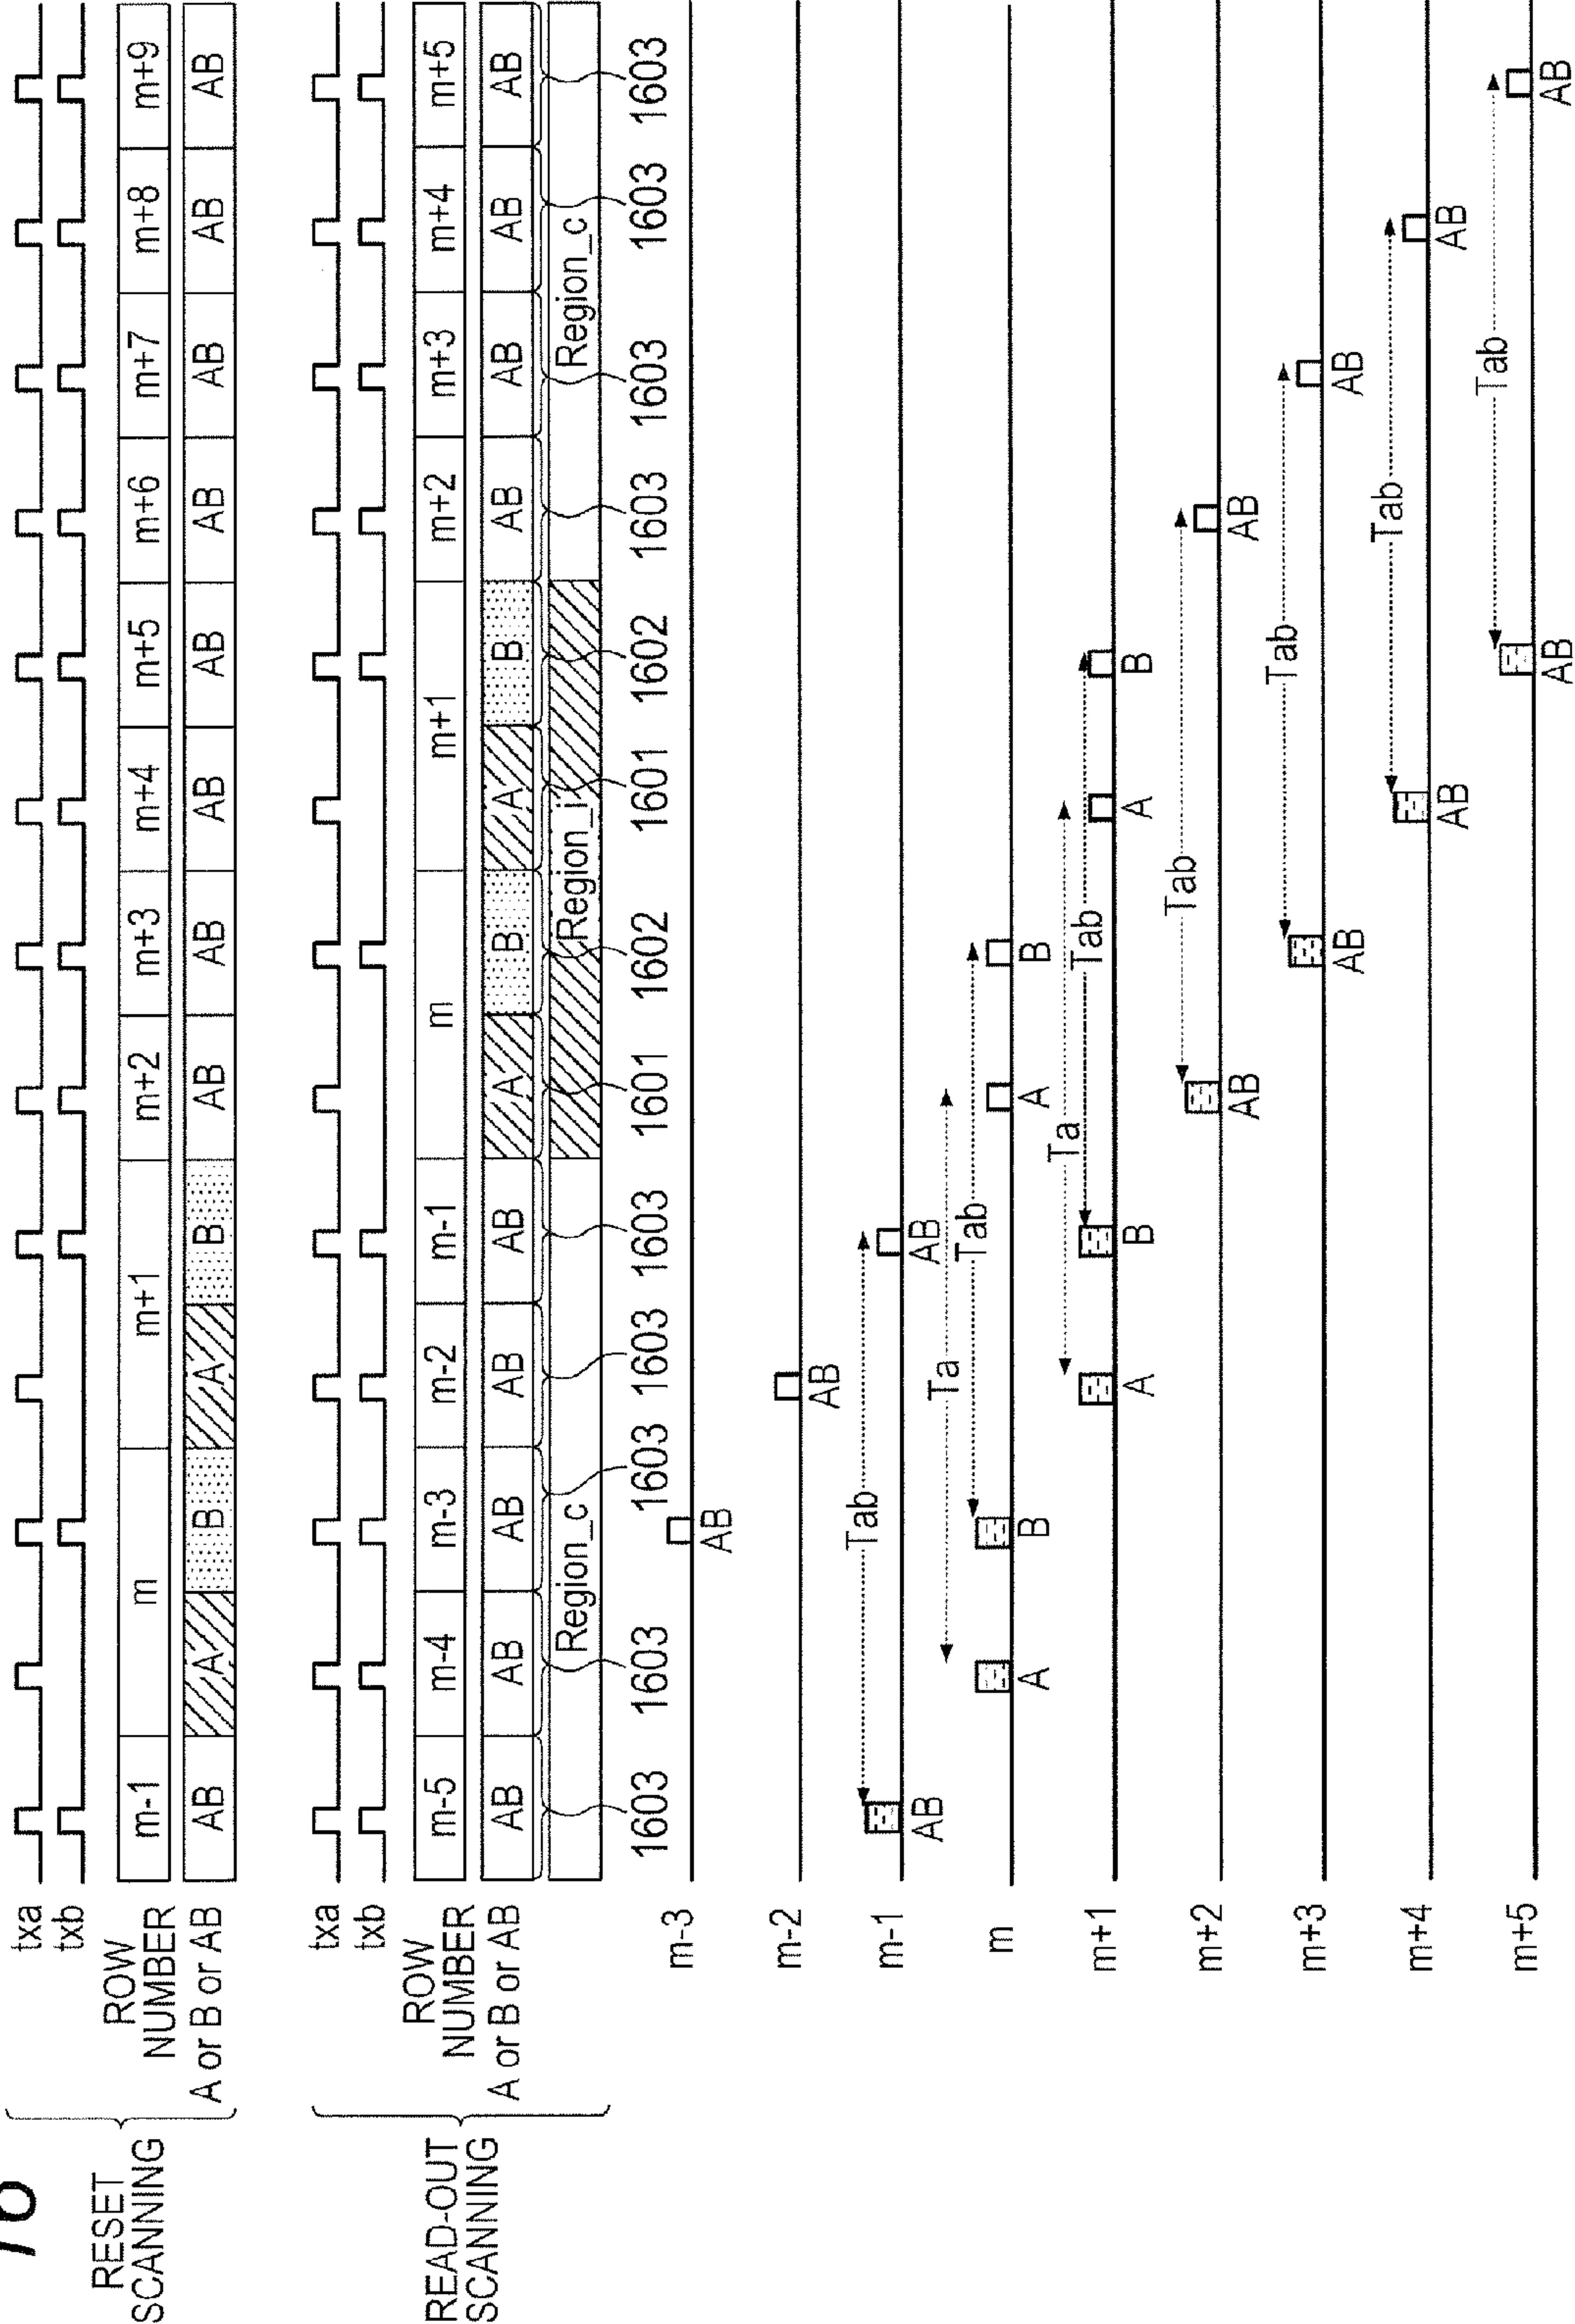 16
RESET
SCANNING
txa
txb
ROW
NUMBER
m-1 m m+1 m+2 m+3 m+4 m+5 m+6 m+7 m+8 m+9
A or B or AB
AB A B A B AB AB AB AB AB AB AB AB
READ-OUT
SCANNING
txa
txb
ROW
NUMBER
m-5 m-4 m-3 m-2 m-1 m m+1 m+2 m+3 m+4 m+5
A or B or AB
AB AB AB AB AB A B A B AB AB AB AB
Region_c Region_i Region_c
1603 1603 1603 1603 1603 1601 1602 1601 1602 1603 1603 1603 1603
m-3
AB
m-2
AB
Tab
m-1
AB AB
Ta
Tab
m
A B A B
Ta
Tab
m+1
A B A B
Tab
m+2
AB AB
Tab
m+3
AB AB
Tab
m+4
AB AB
Tab
m+5
AB AB